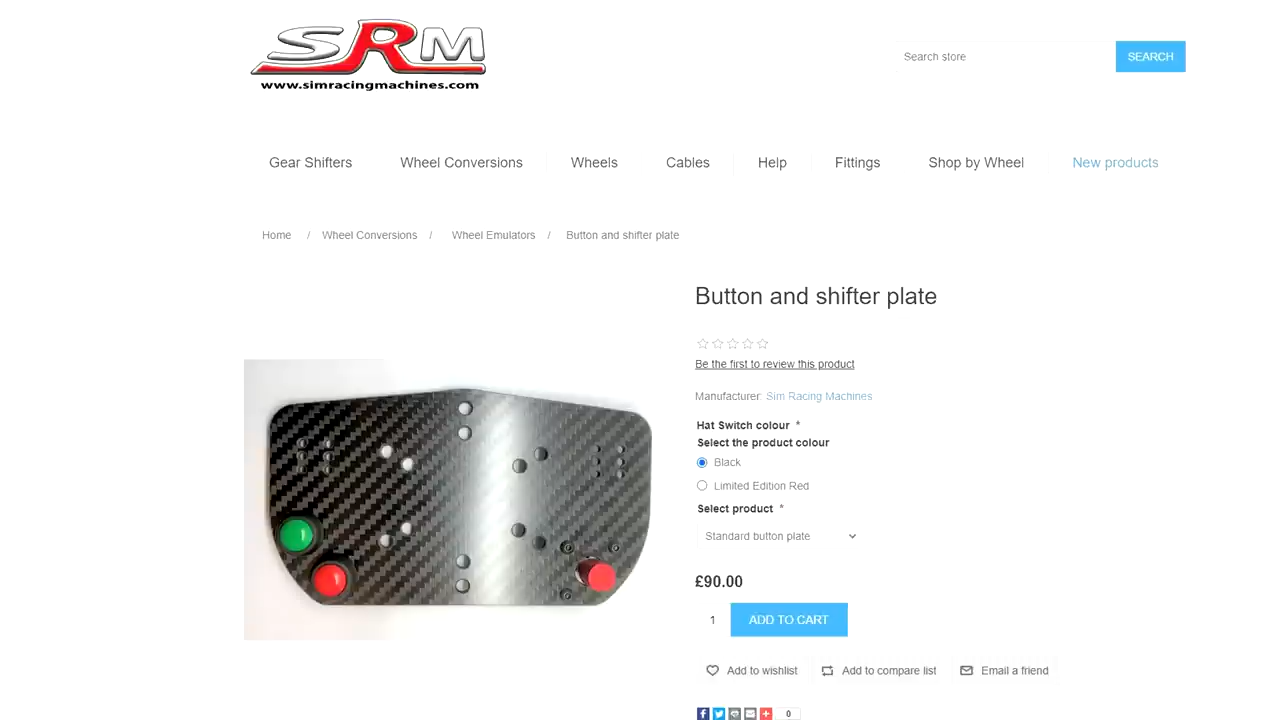 SRM
www.simracingmachines.com
Search store
SEARCH
Gear Shifters
Wheel Conversions
Wheels
Cables
Help
Fittings
Shop by Wheel
New products
Home / Wheel Conversions / Wheel Emulators / Button and shifter plate
Button and shifter plate
Be the first to review this product
Manufacturer: Sim Racing Machines
Hat Switch colour *
Select the product colour
Black
Limited Edition Red
Select product *
Standard button plate
£90.00
1
ADD TO CART
Add to wishlist
Add to compare list
Email a friend
0